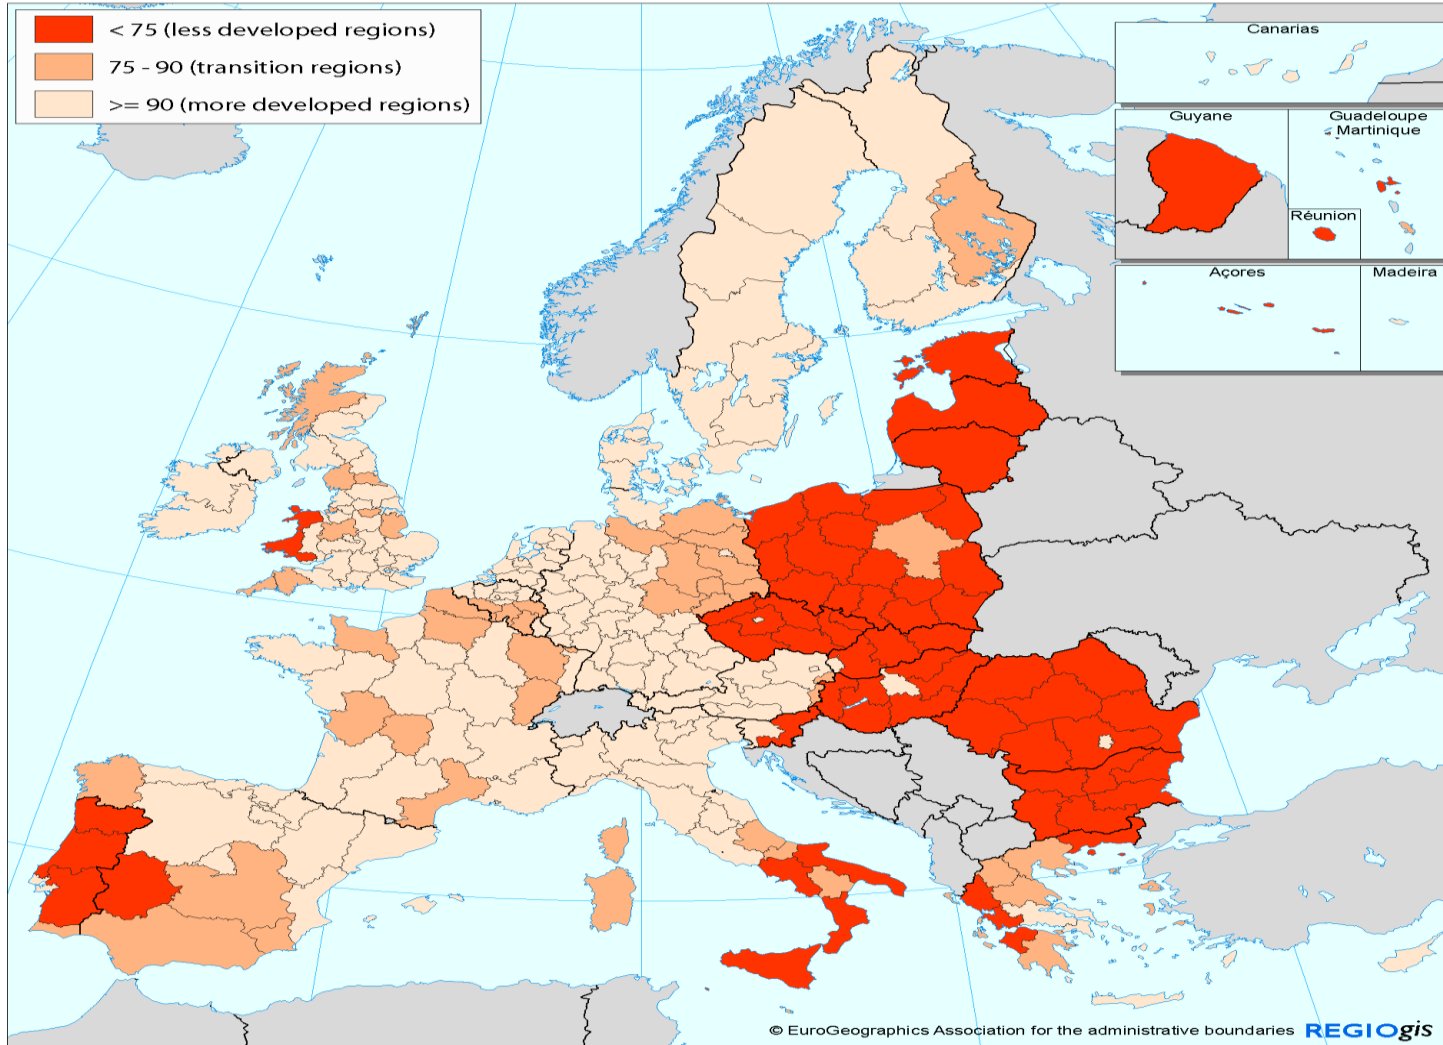 < 75 (less developed regions)
75 - 90 (transition regions)
>= 90 (more developed regions)
Canarias
Guyane
Guadeloupe
Martinique
Réunion
Açores
Madeira
© EuroGeographics Association for the administrative boundaries REGIOgis